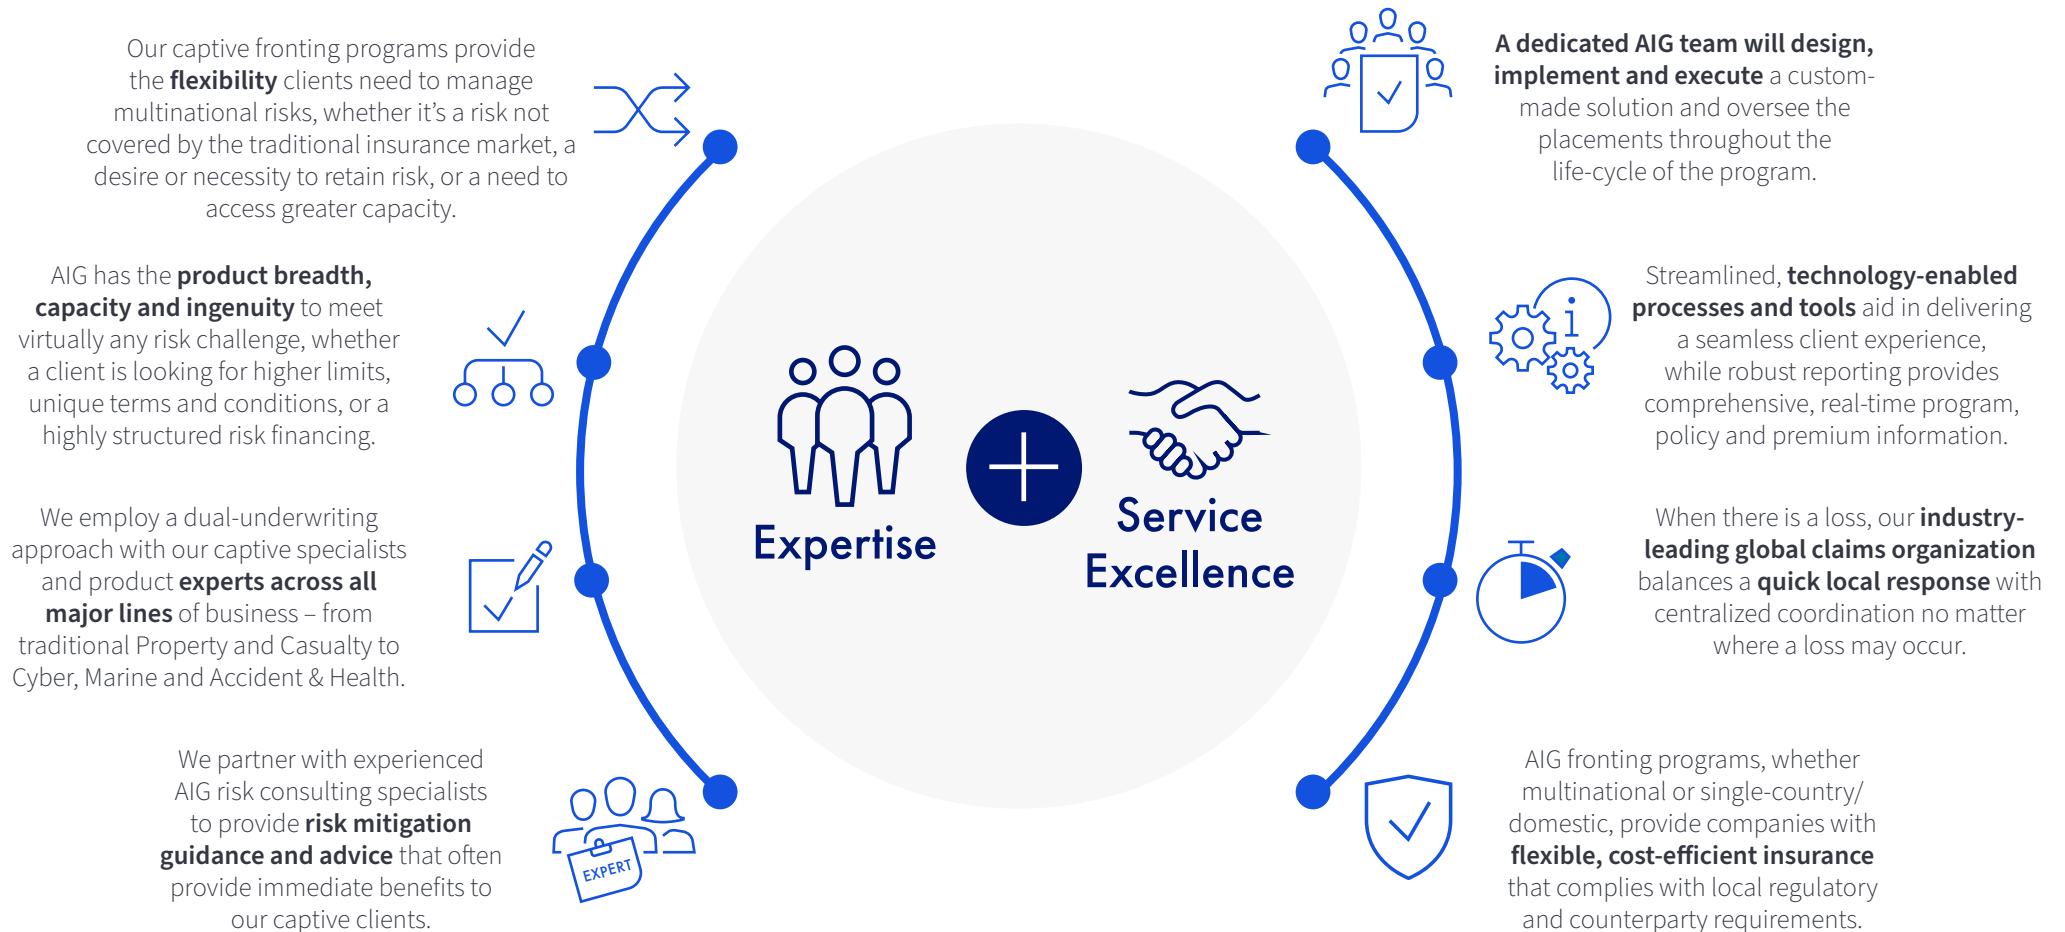 Our captive fronting programs provide
the flexibility clients need to manage
multinational risks, whether it’s a risk not
covered by the traditional insurance market, a
desire or necessity to retain risk, or a need to
access greater capacity.
AIG has the product breadth,
capacity and ingenuity to meet
virtually any risk challenge, whether
a client is looking for higher limits,
unique terms and conditions, or a
highly structured risk financing.
We employ a dual-underwriting
approach with our captive specialists
and product experts across all
major lines of business – from
traditional Property and Casualty to
Cyber, Marine and Accident & Health.
We partner with experienced
AIG risk consulting specialists
to provide risk mitigation
guidance and advice that often
provide immediate benefits to
our captive clients.
EXPERT
Expertise
Service
Excellence
A dedicated AIG team will design,
implement and execute a custom-
made solution and oversee the
placements throughout the
life-cycle of the program.
i
Streamlined, technology-enabled
processes and tools aid in delivering
a seamless client experience,
while robust reporting provides
comprehensive, real-time program,
policy and premium information.
When there is a loss, our industry-
leading global claims organization
balances a quick local response with
centralized coordination no matter
where a loss may occur.
AIG fronting programs, whether
multinational or single-country/
domestic, provide companies with
flexible, cost-efficient insurance
that complies with local regulatory
and counterparty requirements.